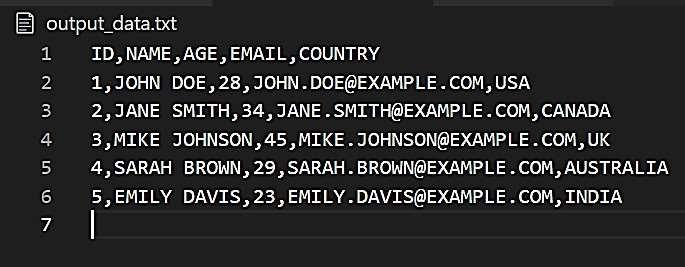 output_data.txt
1 ID,NAME,AGE,EMAIL,COUNTRY
2 1,JOHN DOE,28,JOHN.DOE@EXAMPLE.COM,USA
3 2,JANE SMITH,34,JANE.SMITH@EXAMPLE.COM,CANADA
4 3,MIKE JOHNSON,45,MIKE.JOHNSON@EXAMPLE.COM,UK
5 4,SARAH BROWN,29,SARAH.BROWN@EXAMPLE.COM,AUSTRALIA
6 5,EMILY DAVIS,23,EMILY.DAVIS@EXAMPLE.COM,INDIA
7